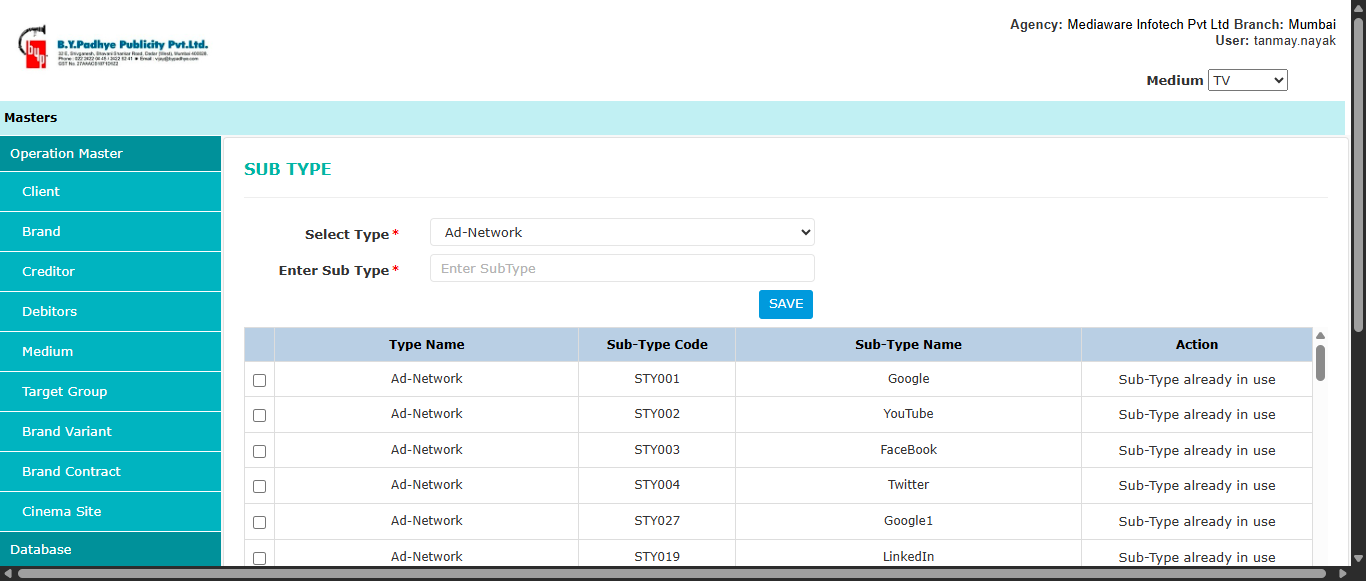 B.Y.Padhye Publicity Pvt.Ltd.
Agency: Mediaware Infotech Pvt Ltd Branch: Mumbai
User: tanmay.nayak
Medium TV
Masters
Operation Master
Client
Brand
Creditor
Debitors
Medium
Target Group
Brand Variant
Brand Contract
Cinema Site
Database
SUB TYPE
Select Type* Ad-Network
Enter Sub Type* Enter SubType
SAVE
Type Name Sub-Type Code Sub-Type Name Action
Ad-Network STY001 Google Sub-Type already in use
Ad-Network STY002 YouTube Sub-Type already in use
Ad-Network STY003 FaceBook Sub-Type already in use
Ad-Network STY004 Twitter Sub-Type already in use
Ad-Network STY027 Google1 Sub-Type already in use
Ad-Network STY019 LinkedIn Sub-Type already in use